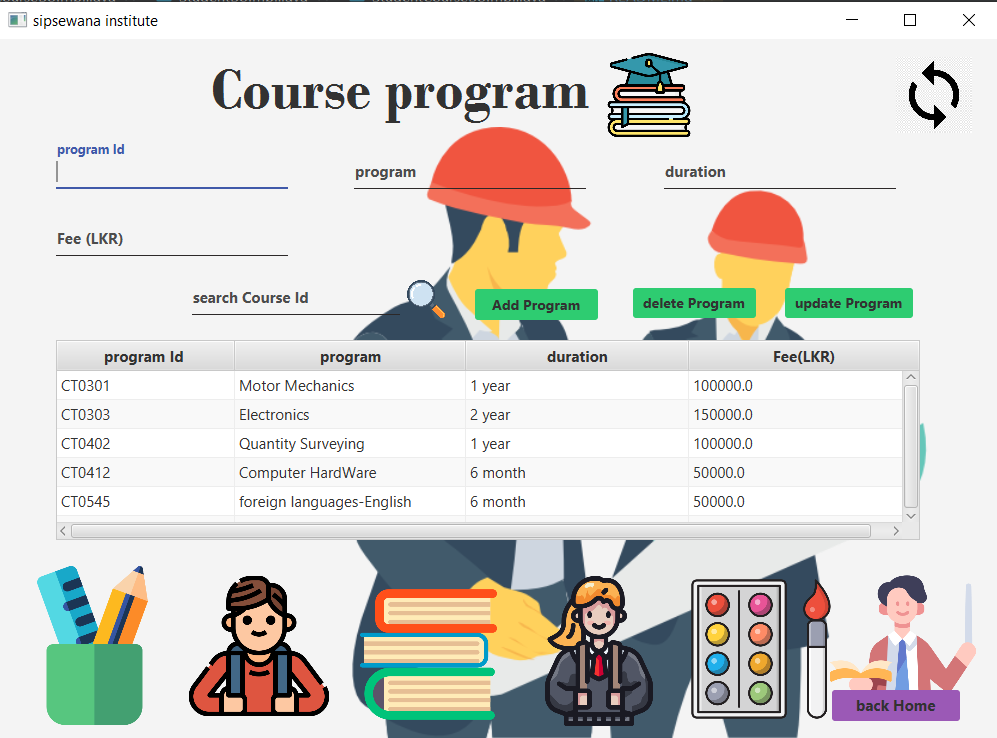 sipsewana institute
Course program
program Id
program
duration
Fee (LKR)
search Course Id
Add Program
delete Program
update Program
program Id program duration Fee(LKR)
CT0301 Motor Mechanics 1 year 100000.0
CT0303 Electronics 2 year 150000.0
CT0402 Quantity Surveying 1 year 100000.0
CT0412 Computer HardWare 6 month 50000.0
CT0545 foreign languages-English 6 month 50000.0
back Home